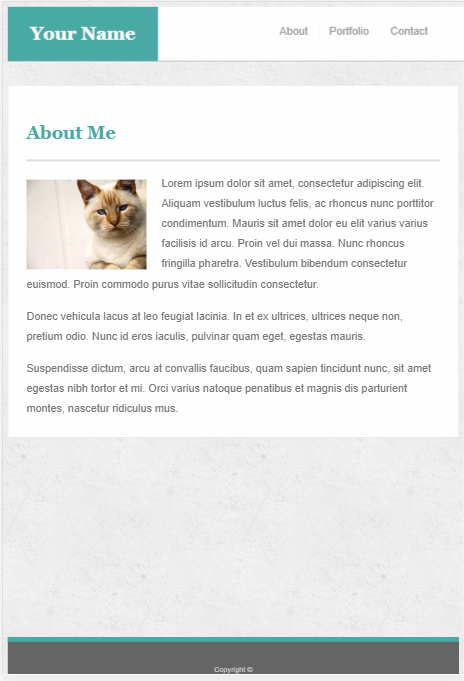 Your Name
About
Portfolio
Contact
About Me
Lorem ipsum dolor sit amet, consectetur adipiscing elit.
Aliquam vestibulum luctus felis, ac rhoncus nunc porttitor
condimentum. Mauris sit amet dolor eu elit varius varius
facilisis id arcu. Proin vel dui massa. Nunc rhoncus
fringilla pharetra. Vestibulum bibendum consectetur
euismod. Proin commodo purus vitae sollicitudin consectetur.
Donec vehicula lacus at leo feugiat lacinia. In et ex ultrices, ultrices neque non,
pretium odio. Nunc id eros iaculis, pulvinar quam eget, egestas mauris.
Suspendisse dictum, arcu at convallis faucibus, quam sapien tincidunt nunc, sit amet
egestas nibh tortor et mi. Orci varius natoque penatibus et magnis dis parturient
montes, nascetur ridiculus mus.
Copyright ©